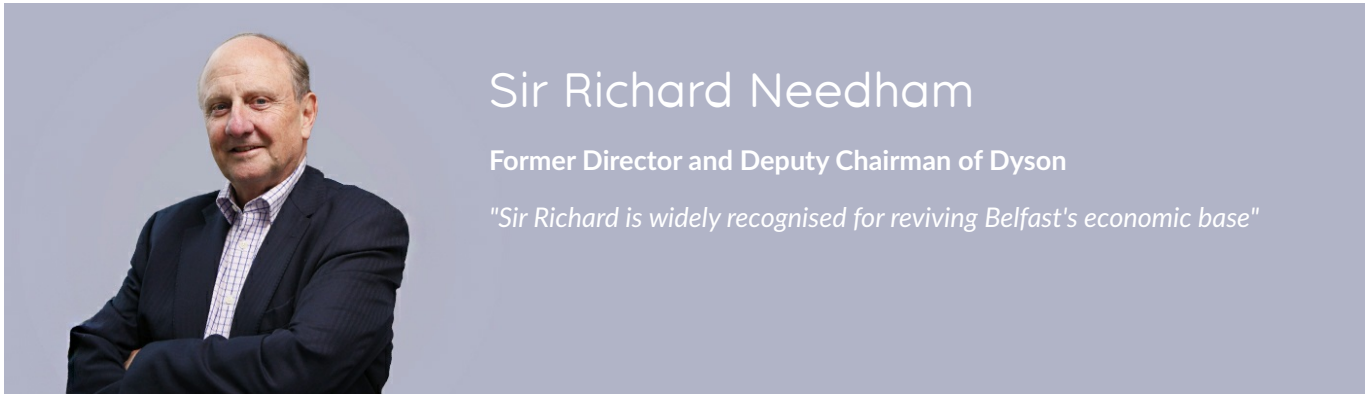 Sir Richard Needham
Former Director and Deputy Chairman of Dyson
"Sir Richard is widely recognised for reviving Belfast's economic base"